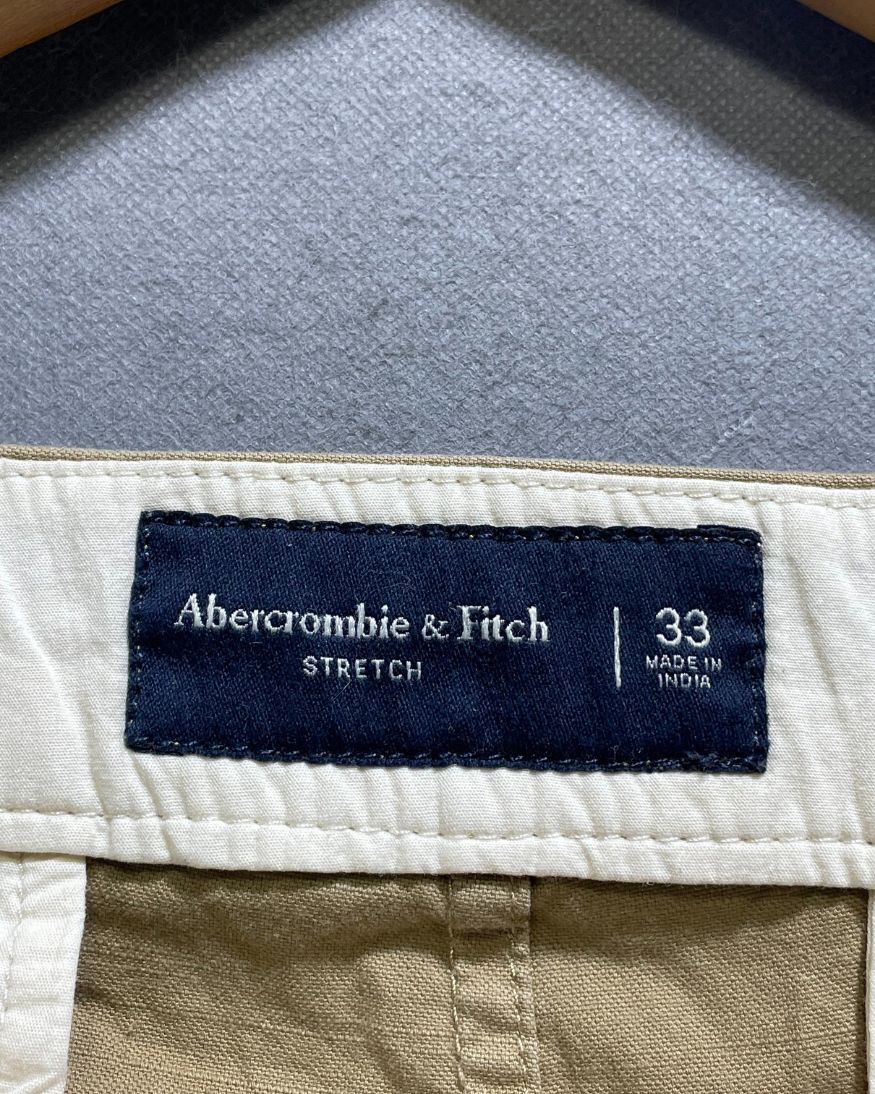 Abercrombie & Fitch
STRETCH
33
MADE IN
INDIA